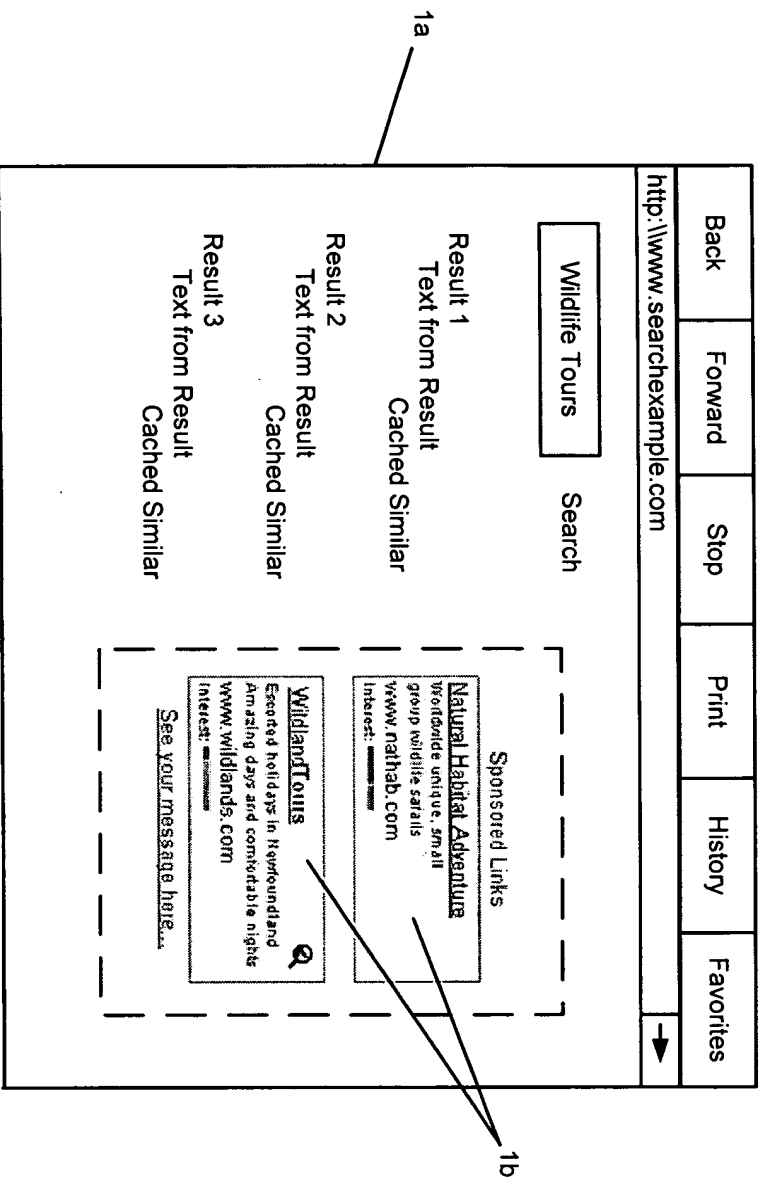 Back Forward Stop Print History Favorites
http:\\www.searchexample.com
Wildlife Tours Search
Result 1
Text from Result
Cached Similar
Result 2
Text from Result
Cached Similar
Result 3
Text from Result
Cached Similar
Sponsored Links
Natural Habitat Adventure
Worldwide unique, small
group wildlife safaris
www.nathab.com
Interest:
WildlandTours
Escorted holidays in Newfoundland
Amazing days and comfortable nights
www.wildlands.com
Interest:
See your message here...
1a
1b